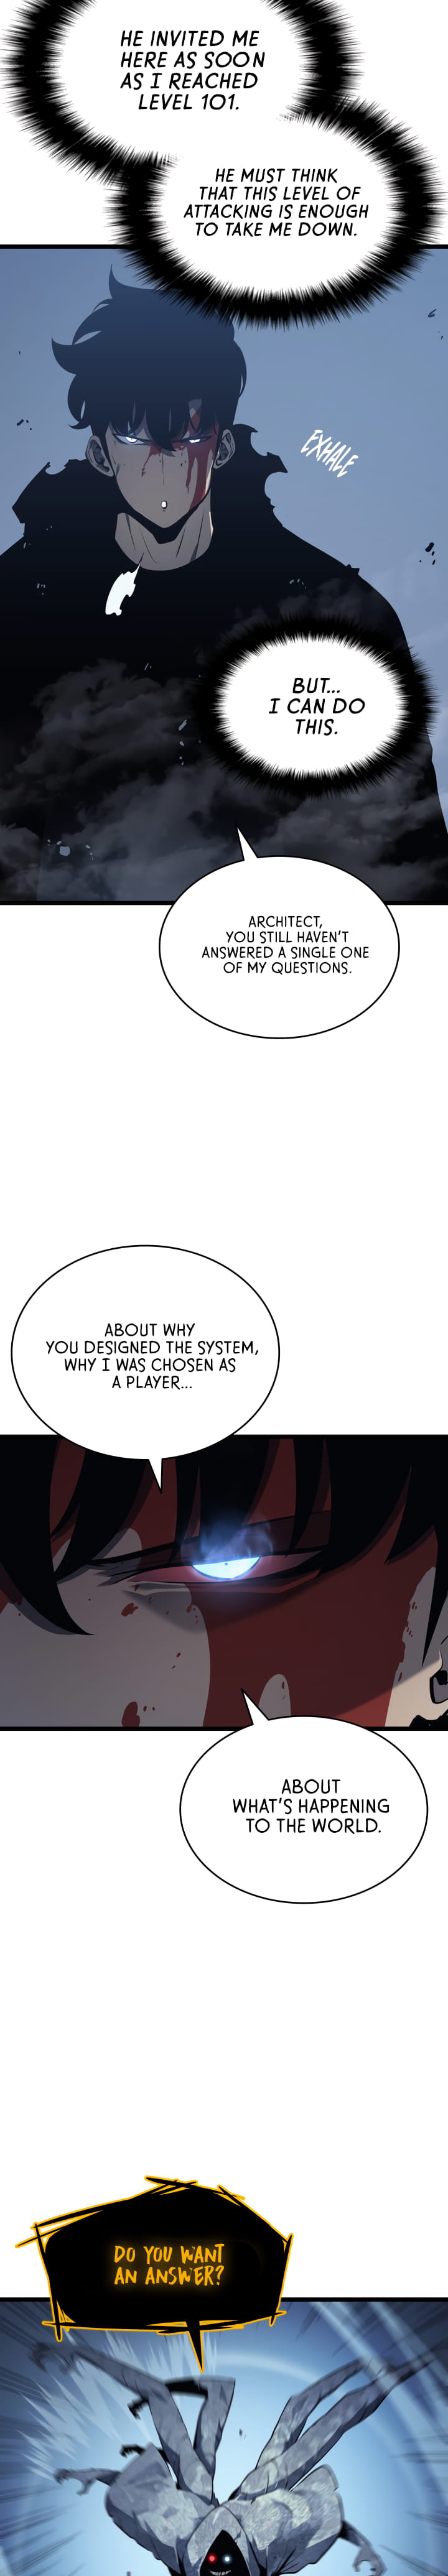 HE INVITED ME
HERE AS SOON
AS I REACHED
LEVEL 101.
HE MUST THINK
THAT THIS LEVEL OF
ATTACKING IS ENOUGH
TO TAKE ME DOWN.
EXHALE
BUT...
I CAN DO
THIS.
ARCHITECT,
YOU STILL HAVEN'T
ANSWERED A SINGLE ONE
OF MY QUESTIONS.
ABOUT WHY
YOU DESIGNED THE SYSTEM,
WHY I WAS CHOSEN AS
A PLAYER...
ABOUT
WHAT'S HAPPENING
TO THE WORLD.
DO YOU WANT
AN ANSWER?